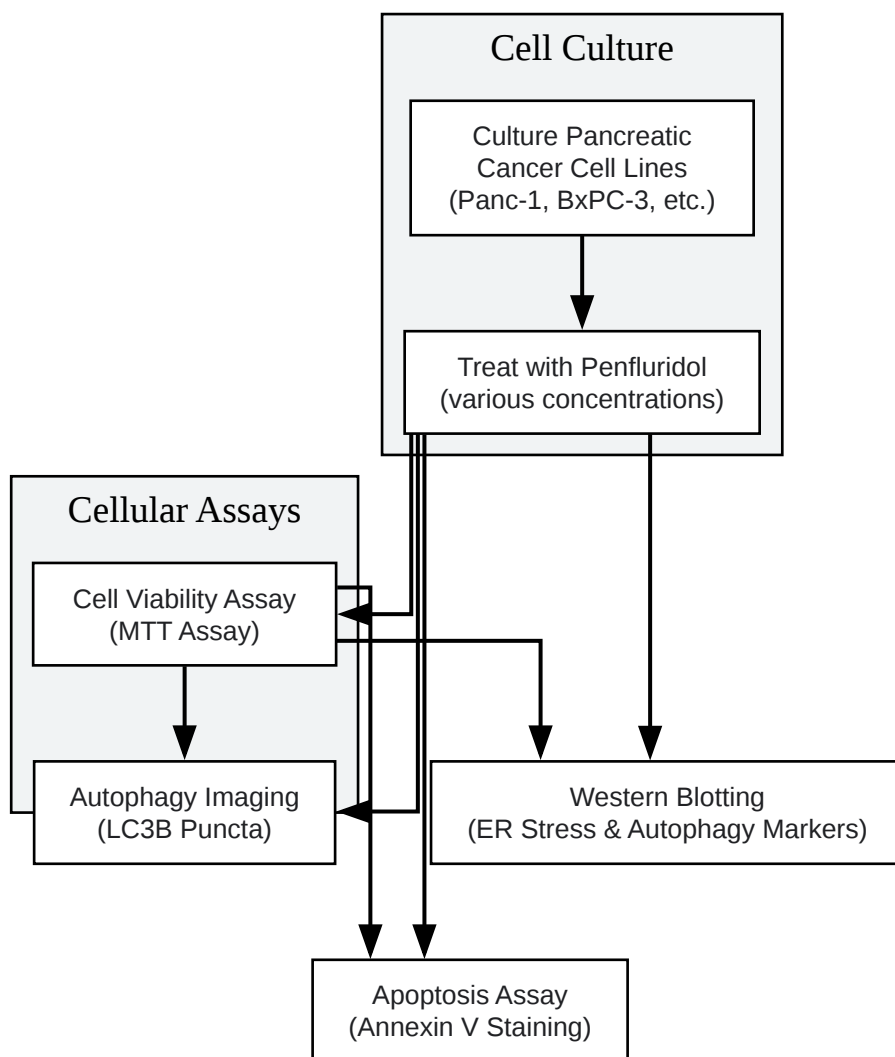 Cell Culture
Culture Pancreatic
Cancer Cell Lines
(Panc-1, BxPC-3, etc.)
Treat with Penfluridol
(various concentrations)
Cellular Assays
Cell Viability Assay
(MTT Assay)
Autophagy Imaging
(LC3B Puncta)
Western Blotting
(ER Stress & Autophagy Markers)
Apoptosis Assay
(Annexin V Staining)